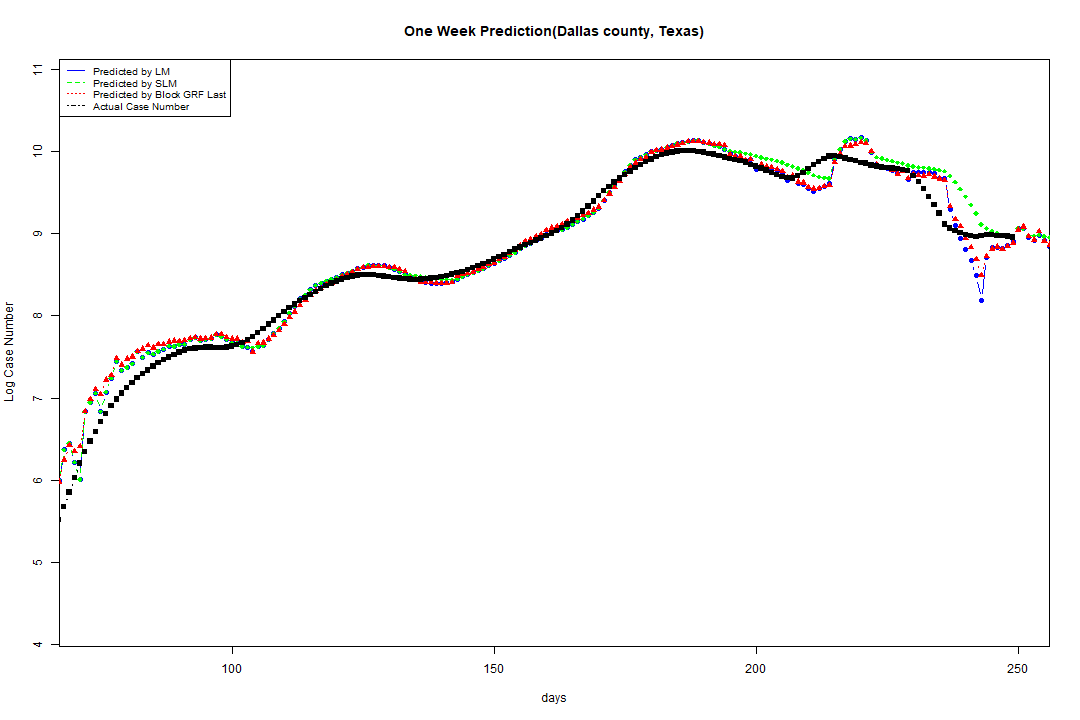 One Week Prediction(Dallas county, Texas)
Predicted by LM
Predicted by SLM
Predicted by Block GRF Last
Actual Case Number
Log Case Number
11
10
9
8
7
6
5
4
100
150
200
250
days